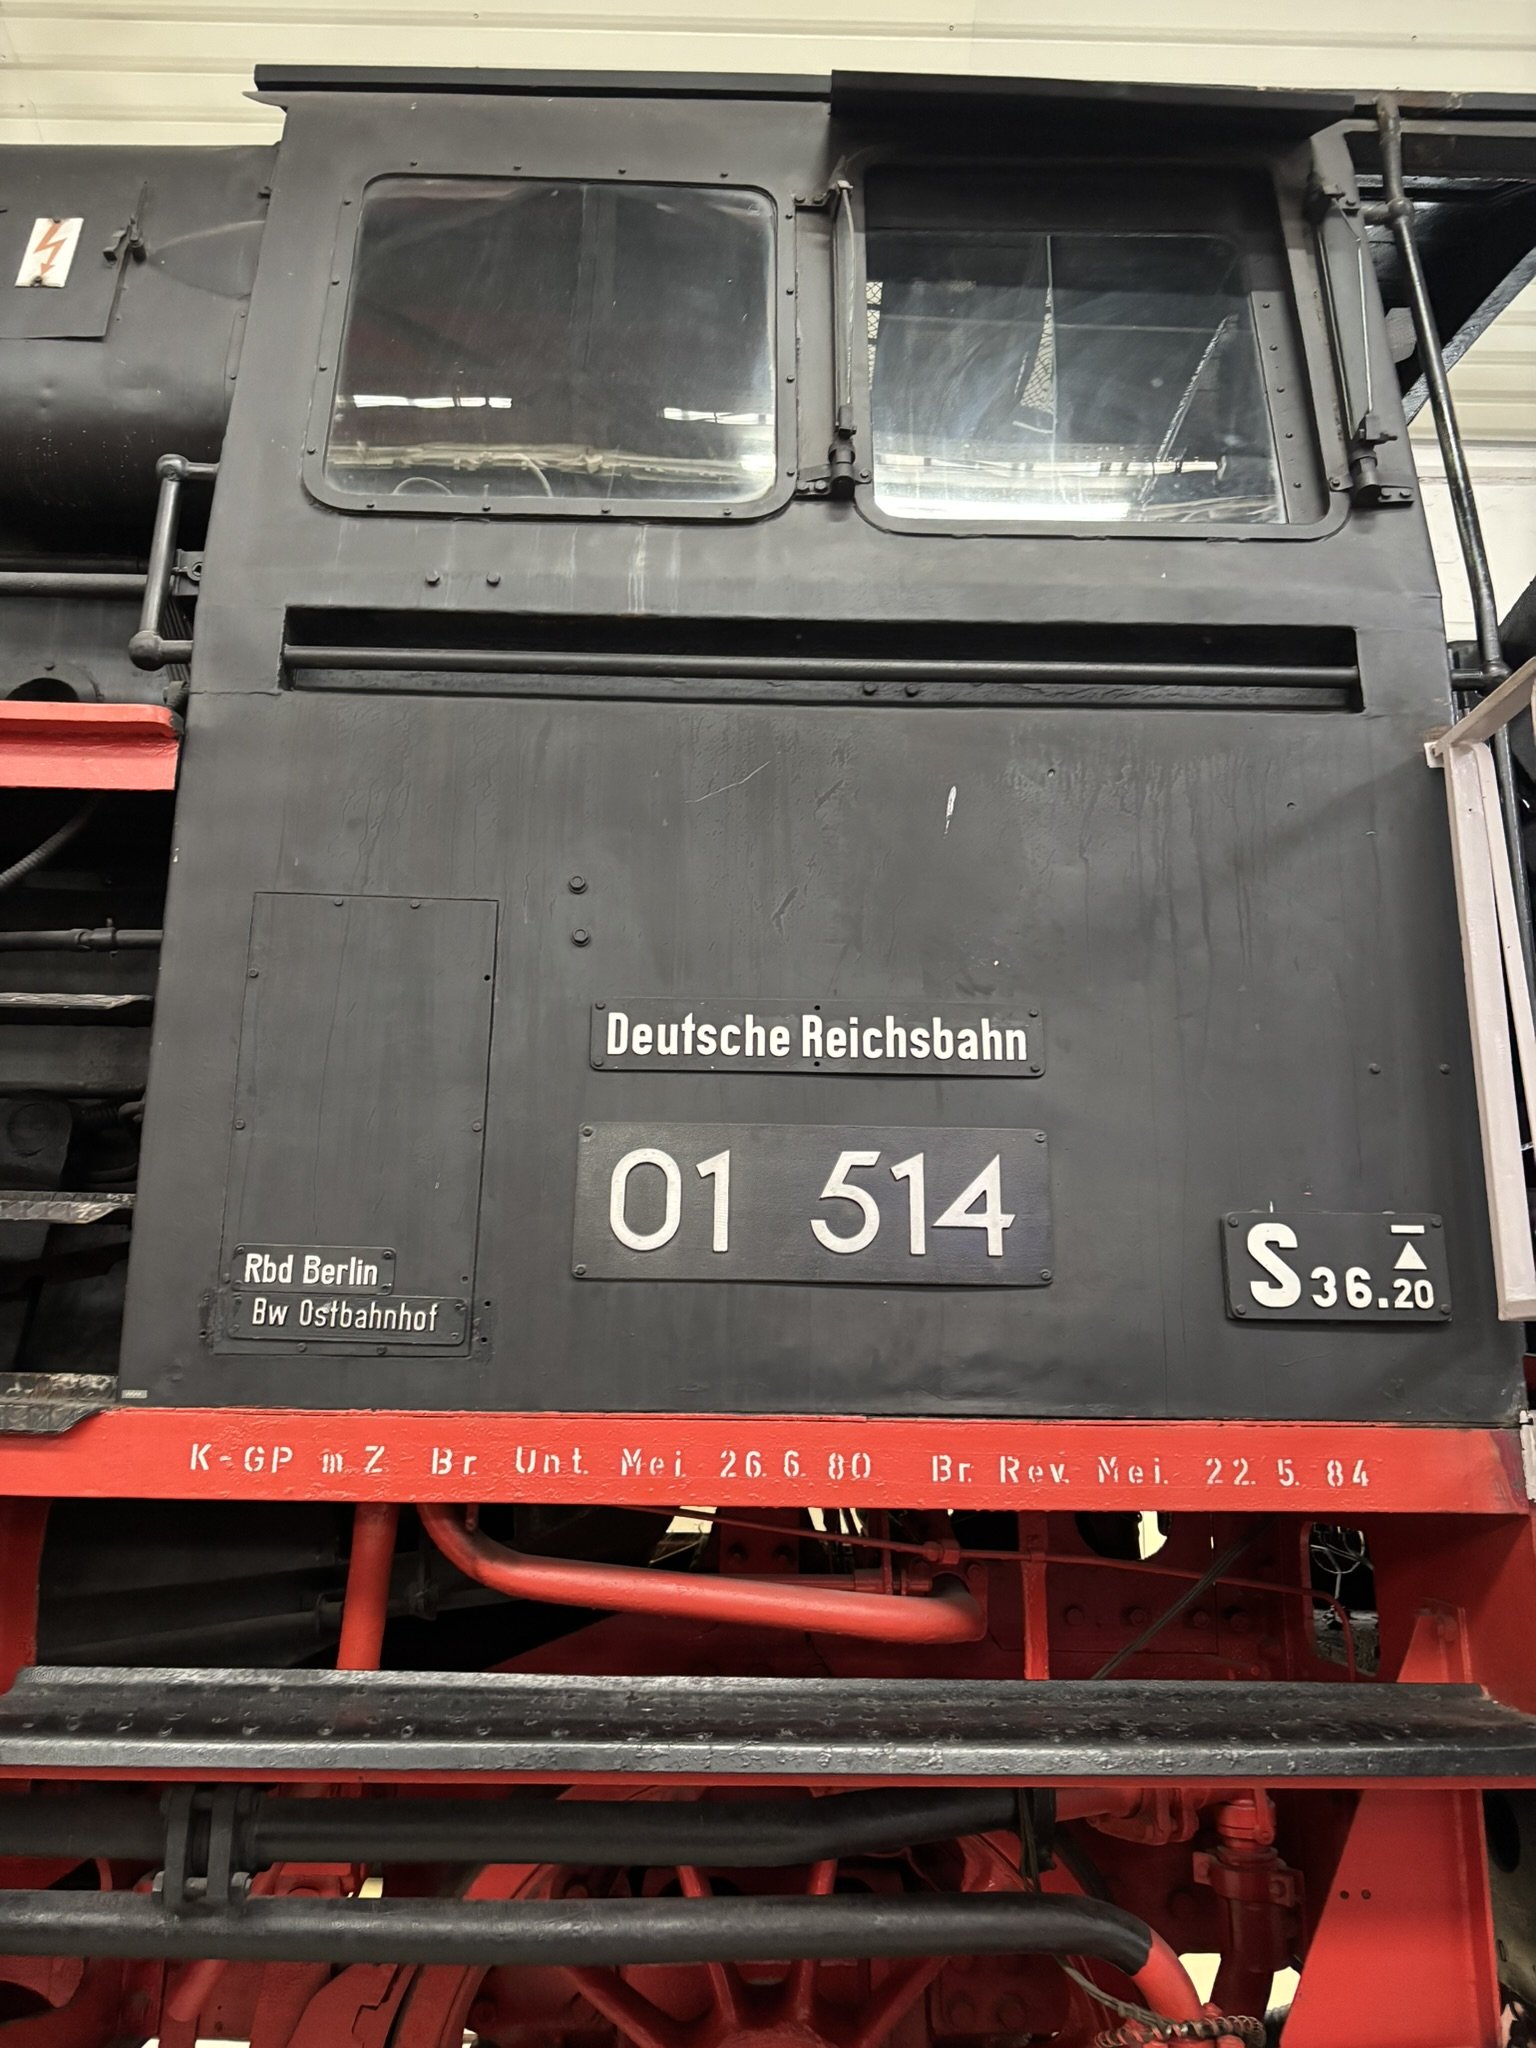 Deutsche Reichsbahn
01 514
Rbd Berlin
Bw Ostbahnhof
S 36.20
K-GP m Z Br. Unt. Mei. 26. 6. 80 Br. Rev. Mei. 22. 5. 84